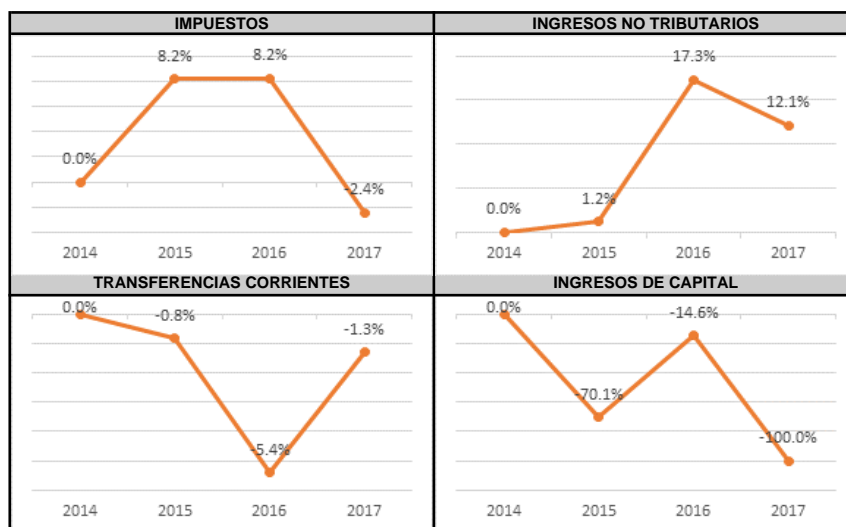 IMPUESTOS
8.2%
8.2%
0.0%
-2.4%
2014 2015 2016 2017
INGRESOS NO TRIBUTARIOS
17.3%
12.1%
1.2%
0.0%
2014 2015 2016 2017
TRANSFERENCIAS CORRIENTES
0.0%
-0.8%
-1.3%
-5.4%
2014 2015 2016 2017
INGRESOS DE CAPITAL
0.0%
-14.6%
-70.1%
-100.0%
2014 2015 2016 2017